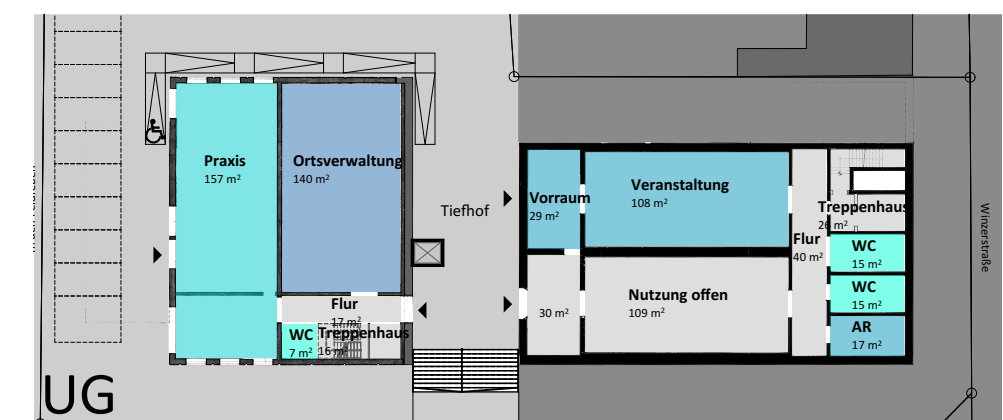 Praxis
157 m²
Ortsverwaltung
140 m²
Flur
17 m²
WC
7 m²
Treppenhaus
16 m²
Tiefhof
Vorraum
29 m²
Veranstaltung
108 m²
30 m²
Nutzung offen
109 m²
Flur
40 m²
Treppenhaus
26 m²
WC
15 m²
WC
15 m²
AR
17 m²
Winzerstraße
UG